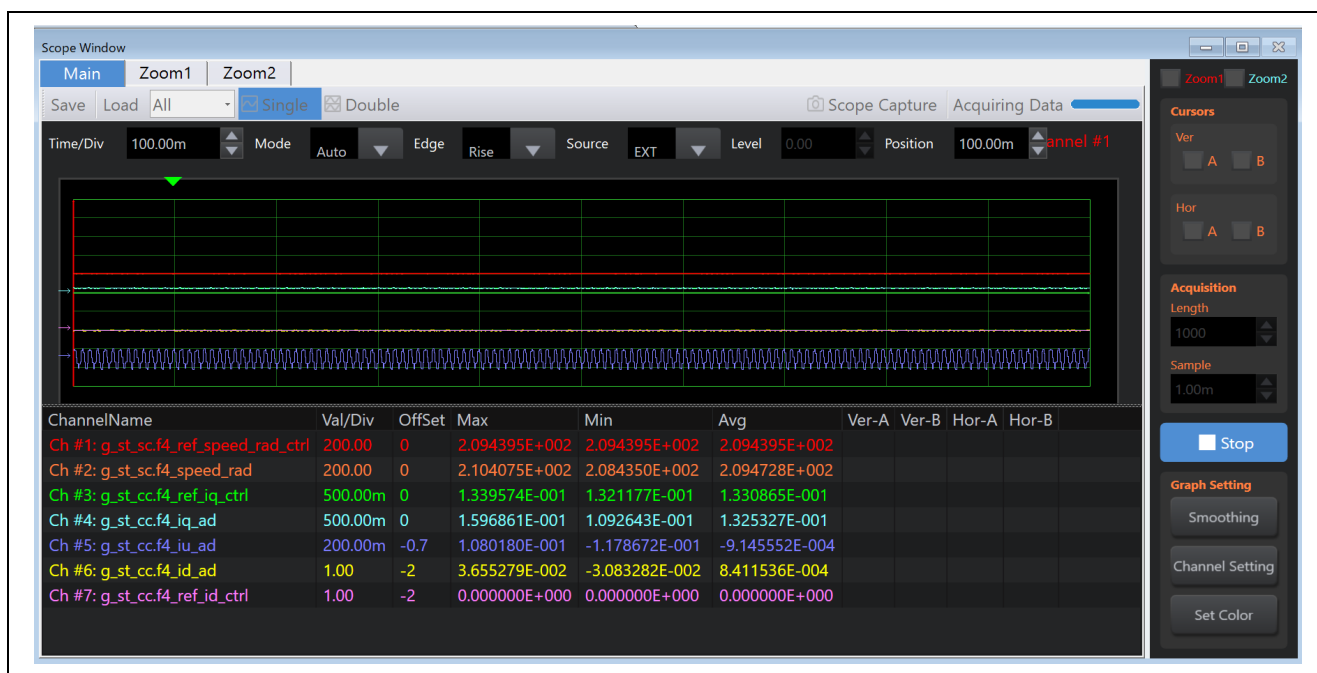 Scope Window
Main Zoom1 Zoom2
Save Load All Single Double Scope Capture Acquiring Data
Time/Div 100.00m Mode Auto Edge Rise Source EXT Level 0.00 Position 100.00m annel #1
ChannelName Val/Div OffSet Max Min Avg Ver-A Ver-B Hor-A Hor-B
Ch #1: g_st_sc.f4_ref_speed_rad_ctrl 200.00 0 2.094395E+002 2.094395E+002 2.094395E+002
Ch #2: g_st_sc.f4_speed_rad 200.00 0 2.104075E+002 2.084350E+002 2.094728E+002
Ch #3: g_st_cc.f4_ref_iq_ctrl 500.00m 0 1.339574E-001 1.321177E-001 1.330865E-001
Ch #4: g_st_cc.f4_iq_ad 500.00m 0 1.596861E-001 1.092643E-001 1.325327E-001
Ch #5: g_st_cc.f4_iu_ad 200.00m -0.7 1.080180E-001 -1.178672E-001 -9.145552E-004
Ch #6: g_st_cc.f4_id_ad 1.00 -2 3.655279E-002 -3.083282E-002 8.411536E-004
Ch #7: g_st_cc.f4_ref_id_ctrl 1.00 -2 0.000000E+000 0.000000E+000 0.000000E+000
Zoom1 Zoom2
Cursors
Ver
A B
Hor
A B
Acquisition
Length
1000
Sample
1.00m
Stop
Graph Setting
Smoothing
Channel Setting
Set Color